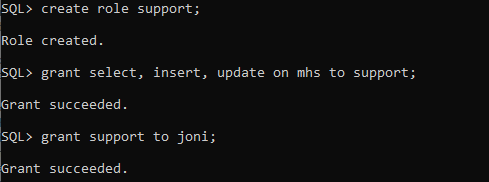 SQL> create role support;
Role created.
SQL> grant select, insert, update on mhs to support;
Grant succeeded.
SQL> grant support to joni;
Grant succeeded.